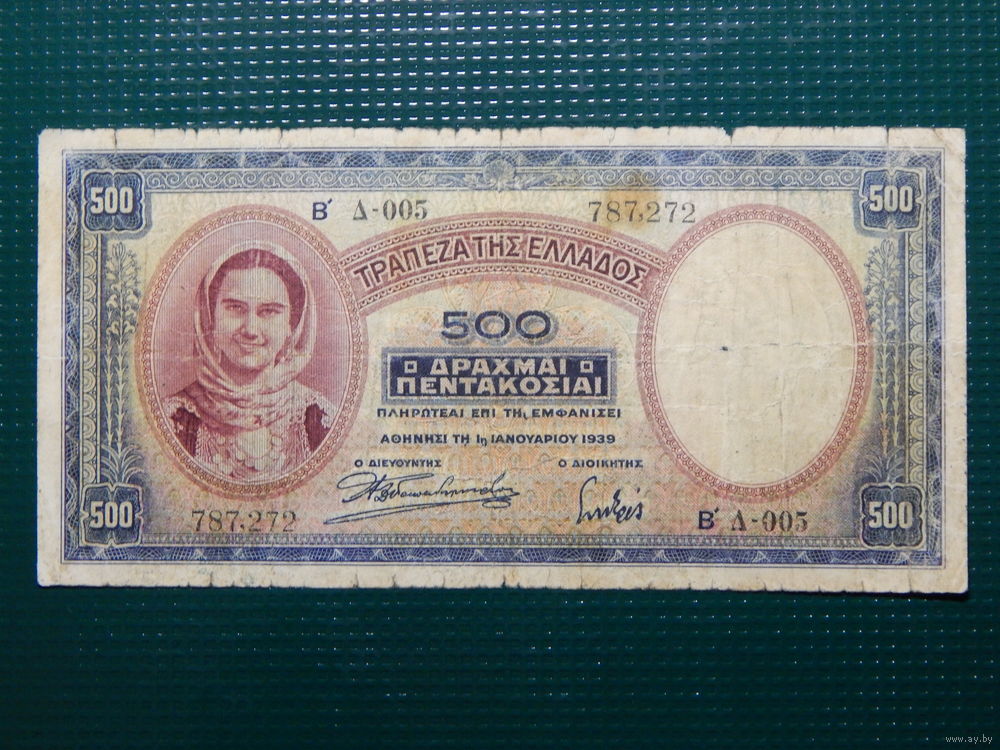 500
500
Β΄ Δ-005
787,272
ΤΡΑΠΕΖΑ ΤΗΣ ΕΛΛΑΔΟΣ
500
ΔΡΑΧΜΑΙ
ΠΕΝΤΑΚΟΣΙΑΙ
ΠΛΗΡΩΤΕΑΙ ΕΠΙ ΤΗι ΕΜΦΑΝΙΣΕΙ
ΑΘΗΝΗΣΙ ΤΗ 1η ΙΑΝΟΥΑΡΙΟΥ 1939
Ο ΔΙΕΥΘΥΝΤΗΣ
Ο ΔΙΟΙΚΗΤΗΣ
787,272
Β΄ Δ-005
500
500
www.ay.by